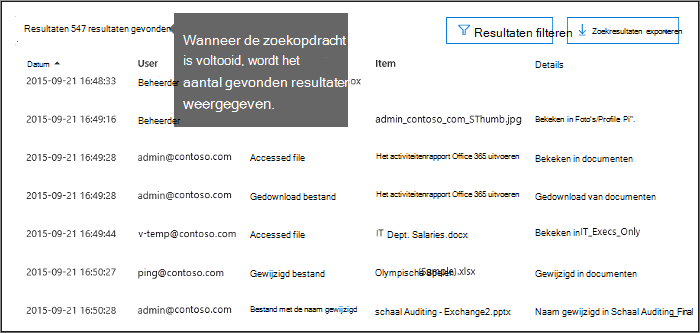 Resultaten 547 resultaten gevonden
Wanneer de zoekopdracht
is voltooid, wordt het
aantal gevonden resultaten
weergegeven.
Resultaten filteren
Zoekresultaten exporteren
Datum User Item Details
2015-09-21 16:48:33 Beheerder ox
2015-09-21 16:49:16 Beheerder admin_contoso_com_SThumb.jpg Bekeken in Foto's/Profile Pi".
2015-09-21 16:49:28 admin@contoso.com Accessed file Het activiteitenrapport Office 365 uitvoeren Bekeken in documenten
2015-09-21 16:49:28 admin@contoso.com Gedownload bestand Het activiteitenrapport Office 365 uitvoeren Gedownload van documenten
2015-09-21 16:49:44 v-temp@contoso.com Accessed file IT Dept. Salaries.docx Bekeken in IT_Execs_Only
2015-09-21 16:50:27 ping@contoso.com Gewijzigd bestand Olympische (Sample).xlsx Gewijzigd in documenten
2015-09-21 16:50:28 admin@contoso.com Bestand met de naam gewijzigd schaal Auditing - Exchange2.pptx Naam gewijzigd in Schaal Auditing_Final